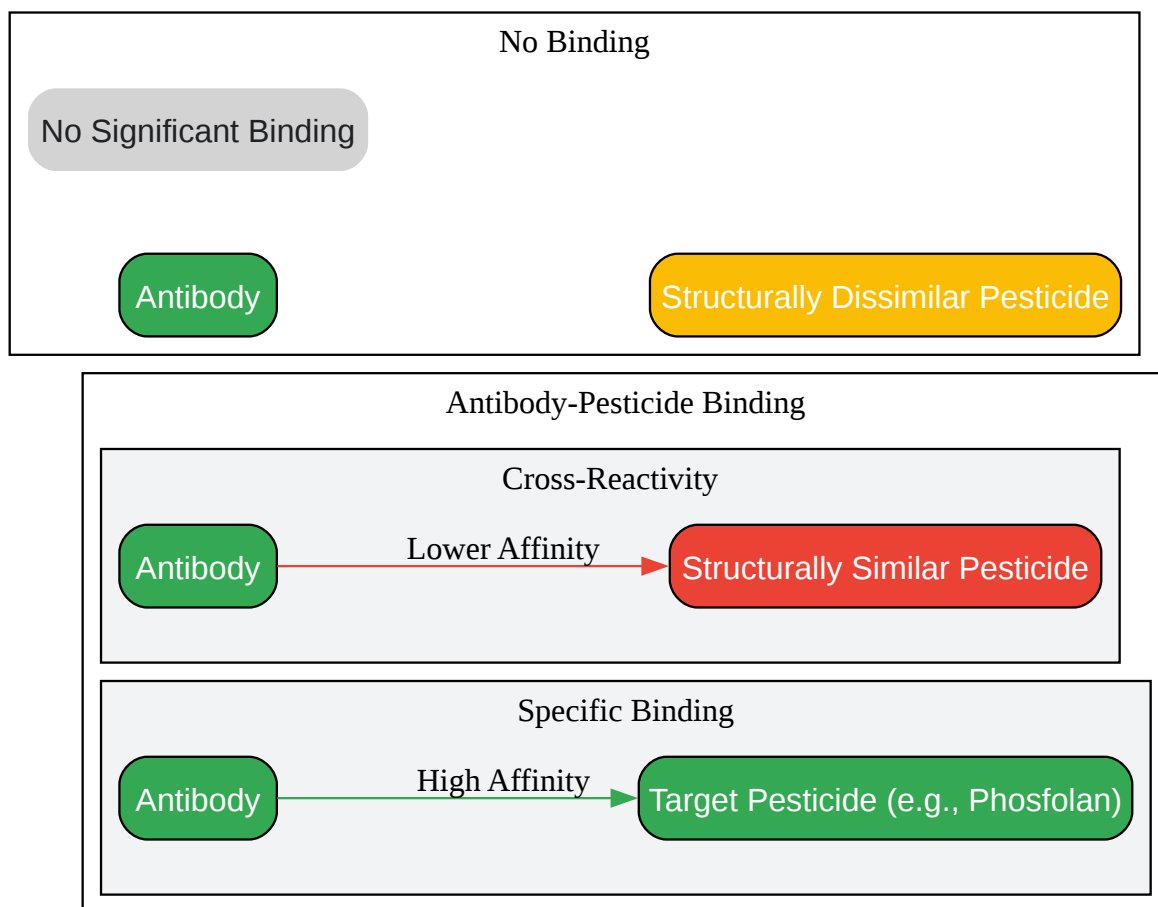 No Binding
No Significant Binding
Antibody
Structurally Dissimilar Pesticide
Antibody-Pesticide Binding
Cross-Reactivity
Antibody
Lower Affinity
Structurally Similar Pesticide
Specific Binding
Antibody
High Affinity
Target Pesticide (e.g., Phosfolan)